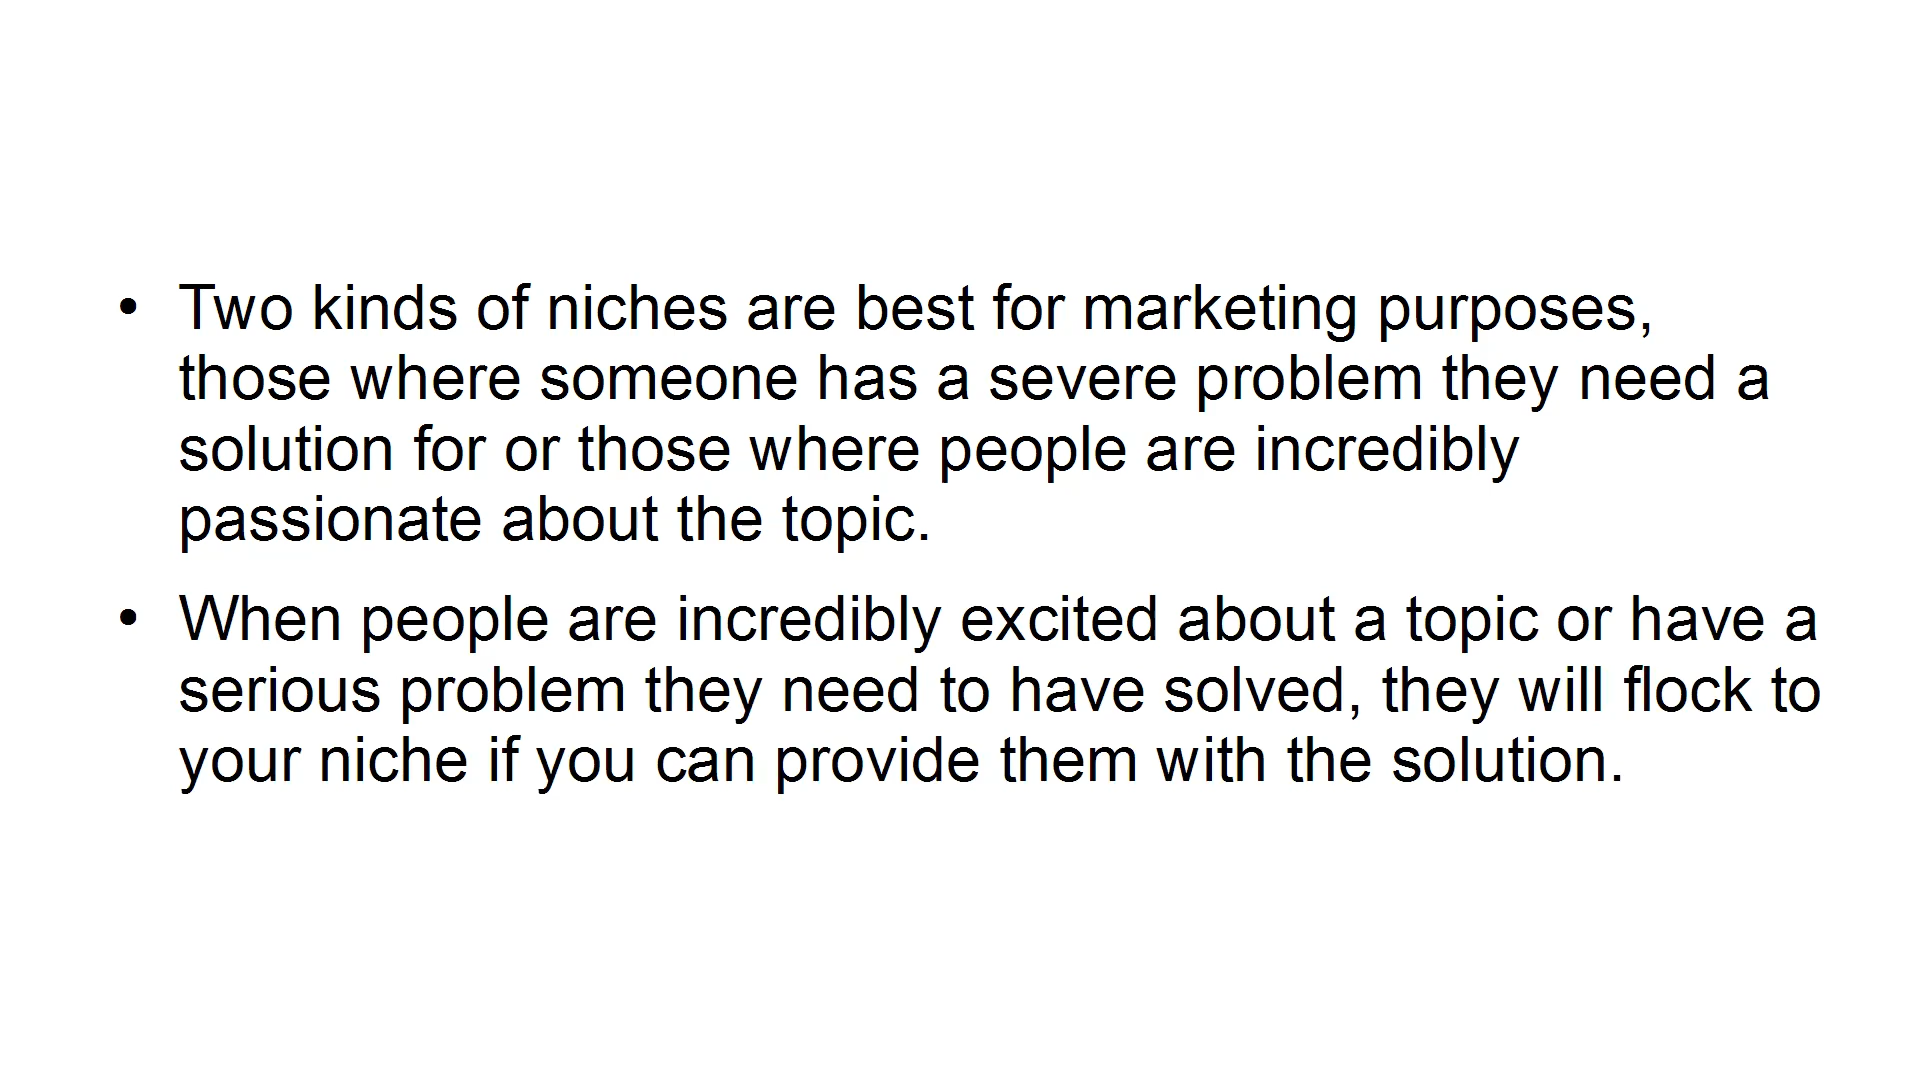 • Two kinds of niches are best for marketing purposes,
those where someone has a severe problem they need a
solution for or those where people are incredibly
passionate about the topic.
• When people are incredibly excited about a topic or have a
serious problem they need to have solved, they will flock to
your niche if you can provide them with the solution.